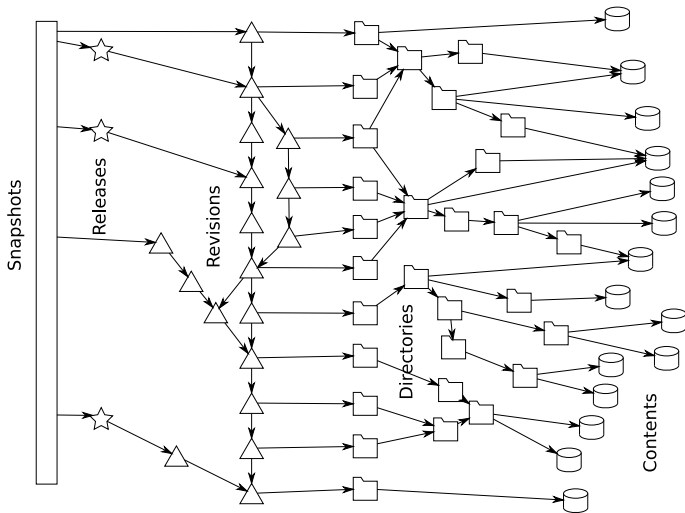 Snapshots
Releases
Revisions
Directories
Contents